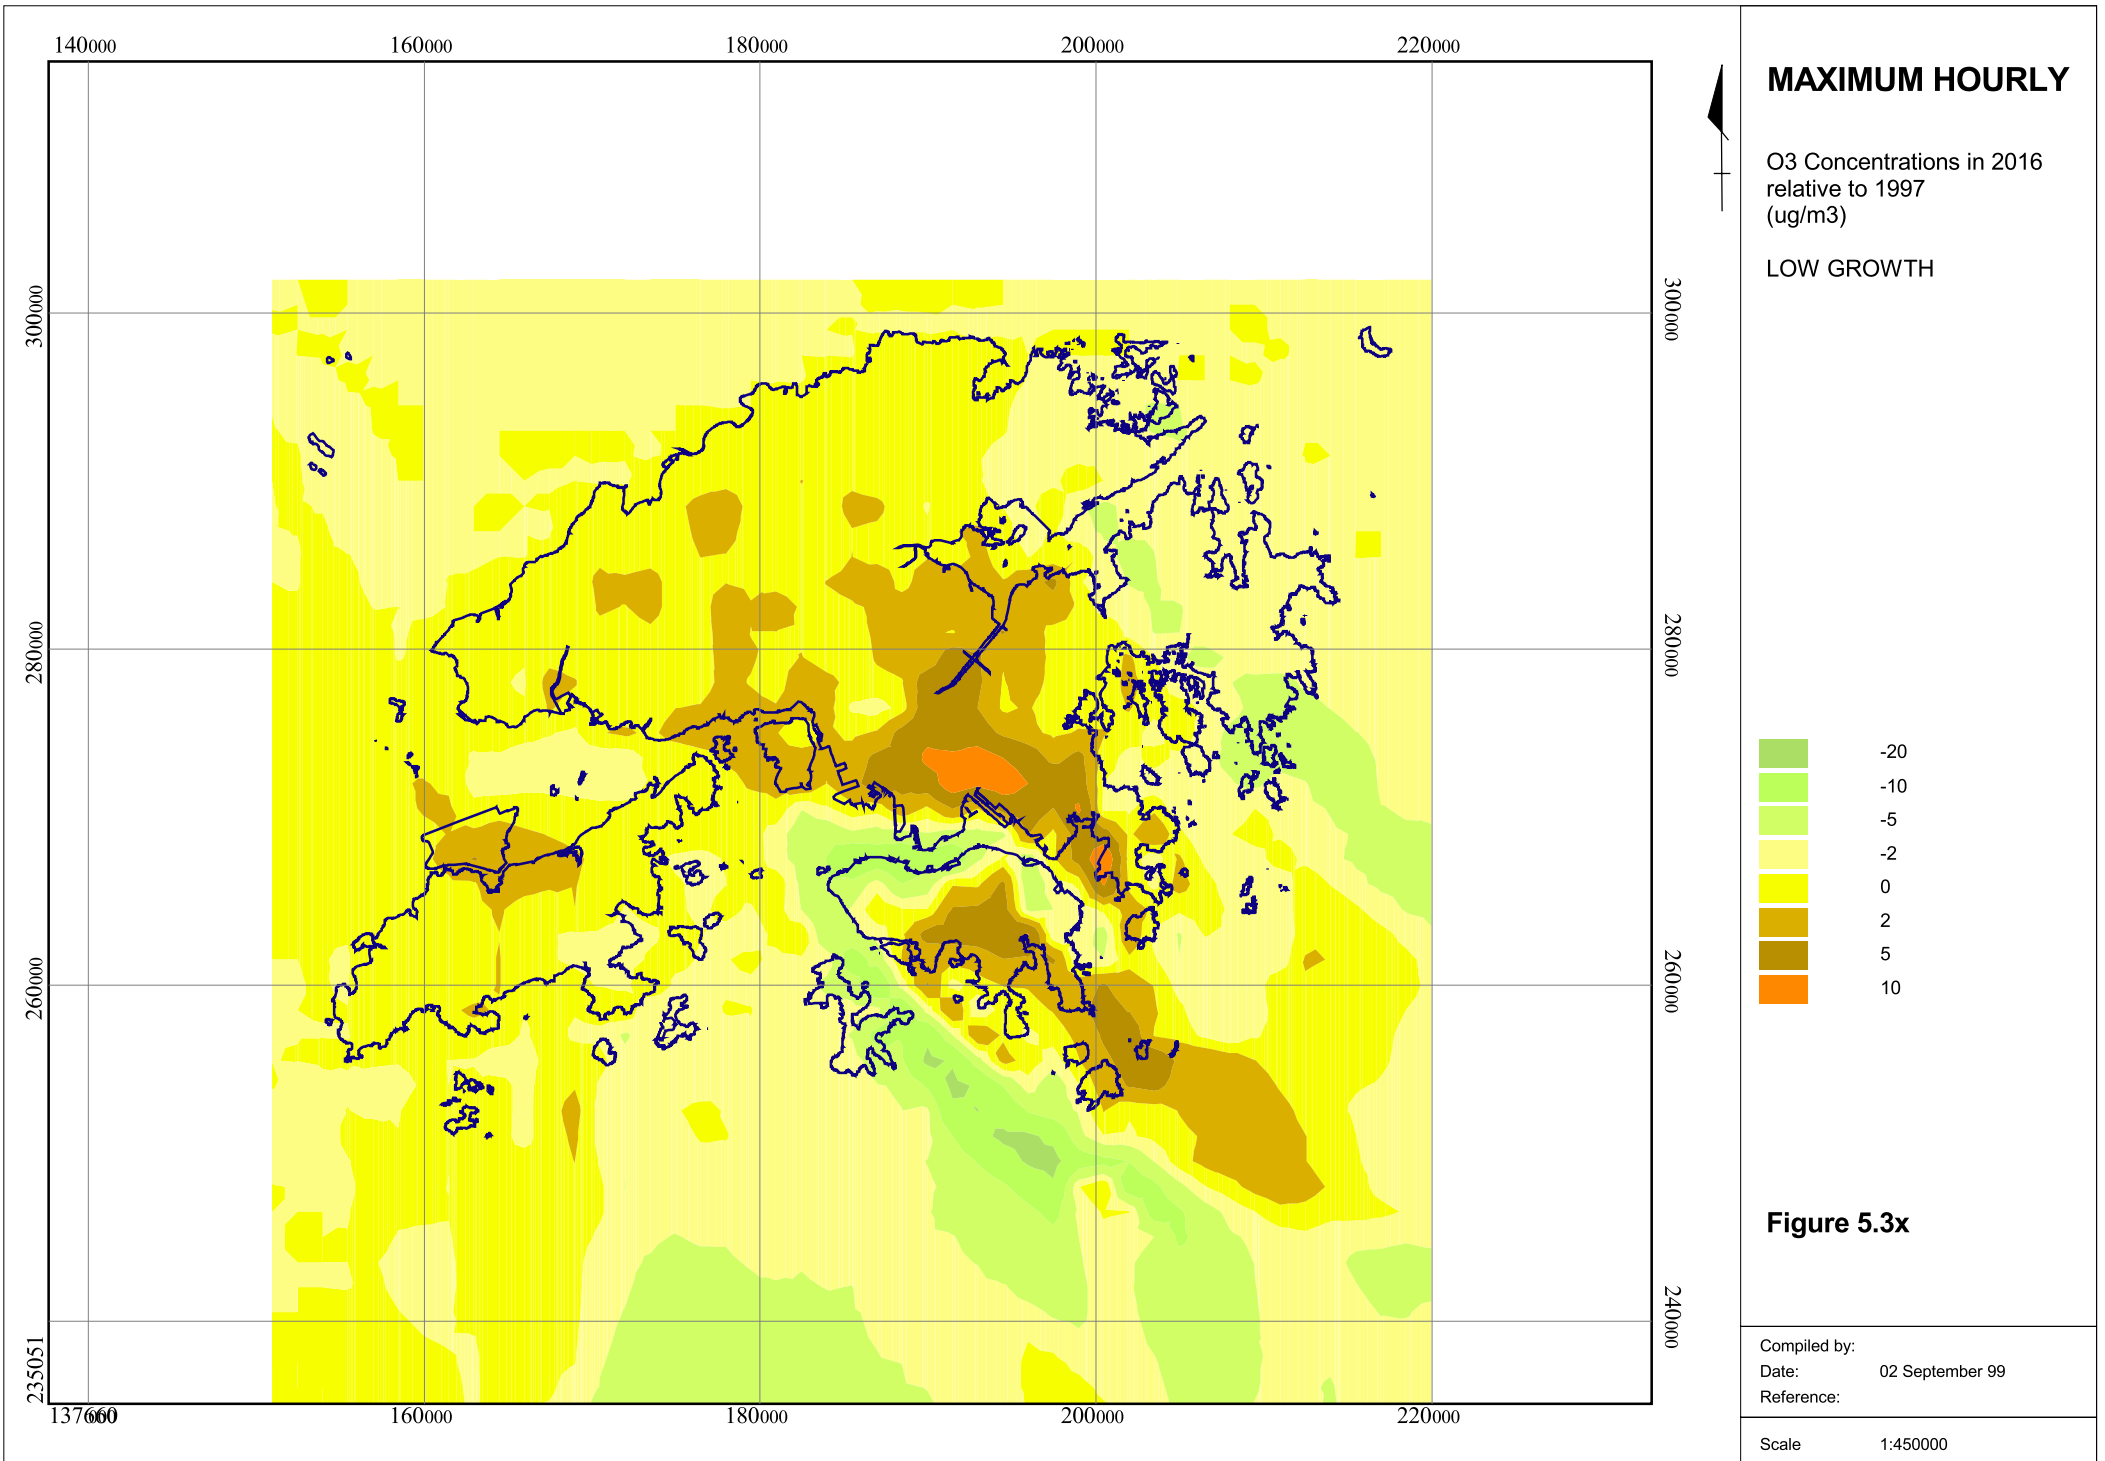 140000 160000 180000 200000 220000
MAXIMUM HOURLY
O3 Concentrations in 2016
relative to 1997
(ug/m3)
LOW GROWTH
300000 300000
280000 280000
260000 260000
240000
235051
137660 160000 180000 200000 220000
-20
-10
-5
-2
0
2
5
10
Figure 5.3x
Compiled by:
Date: 02 September 99
Reference:
Scale 1:450000